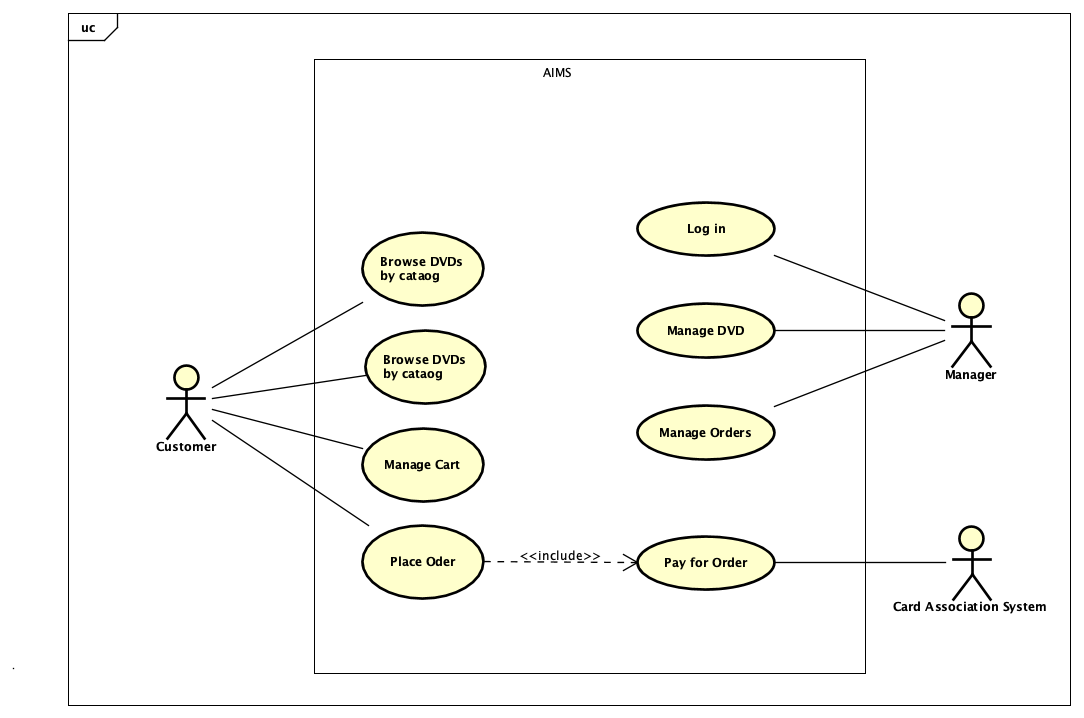 uc
AIMS
Log in
Browse DVDs
by cataog
Manage DVD
Browse DVDs
by cataog
Manager
Manage Orders
Customer
Manage Cart
<<include>>
Place Oder
Pay for Order
Card Association System